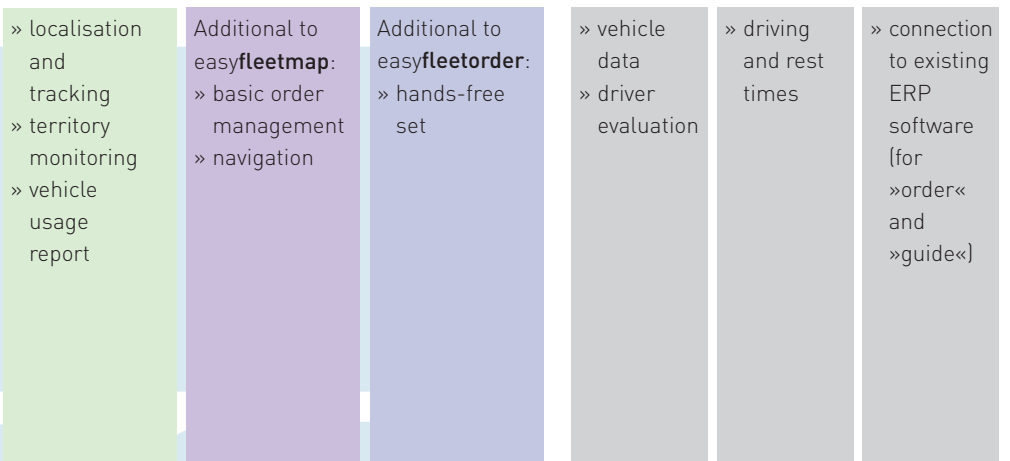 » localisation
and
tracking
» territory
monitoring
» vehicle
usage
report
Additional to
easyfleetmap:
» basic order
management
» navigation
Additional to
easyfleetorder:
» hands-free
set
» vehicle
data
» driver
evaluation
» driving
and rest
times
» connection
to existing
ERP
software
(for
»order«
and
»guide«)